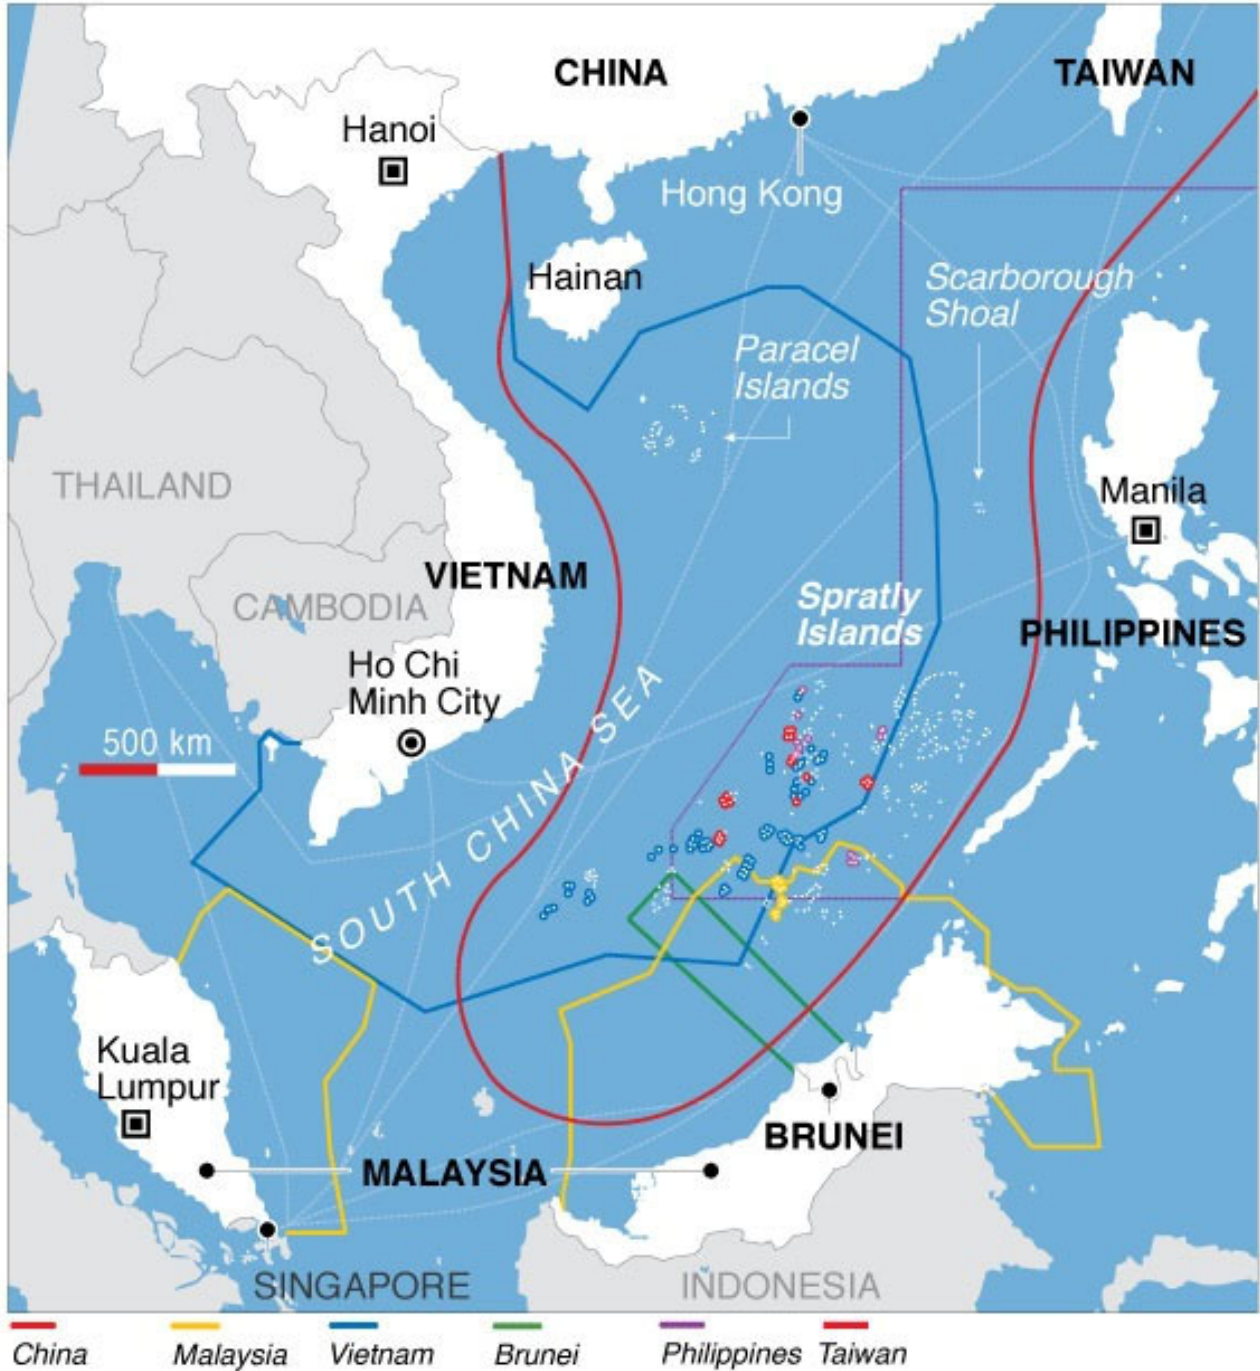 CHINA
TAIWAN
Hanoi
Hong Kong
Hainan
Scarborough
Shoal
Paracel
Islands
THAILAND
Manila
VIETNAM
CAMBODIA
Spratly
Islands
PHILIPPINES
Ho Chi
Minh City
500 km
SOUTH CHINA SEA
Kuala
Lumpur
BRUNEI
MALAYSIA
SINGAPORE
INDONESIA
China
Malaysia
Vietnam
Brunei
Philippines
Taiwan